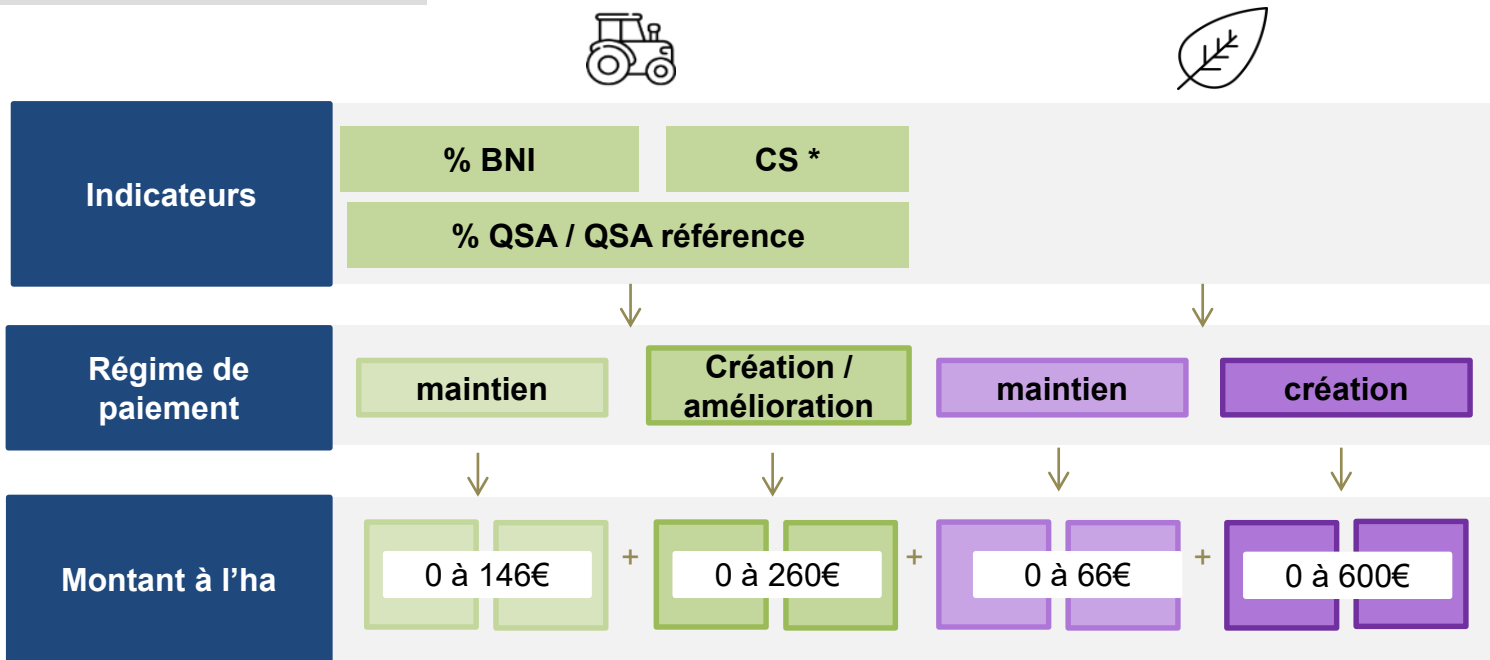 Indicateurs
% BNI
CS *
% QSA / QSA référence
Régime de
paiement
maintien
Création /
amélioration
maintien
création
Montant à l’ha
0 à 146€
+
0 à 260€
+
0 à 66€
+
0 à 600€